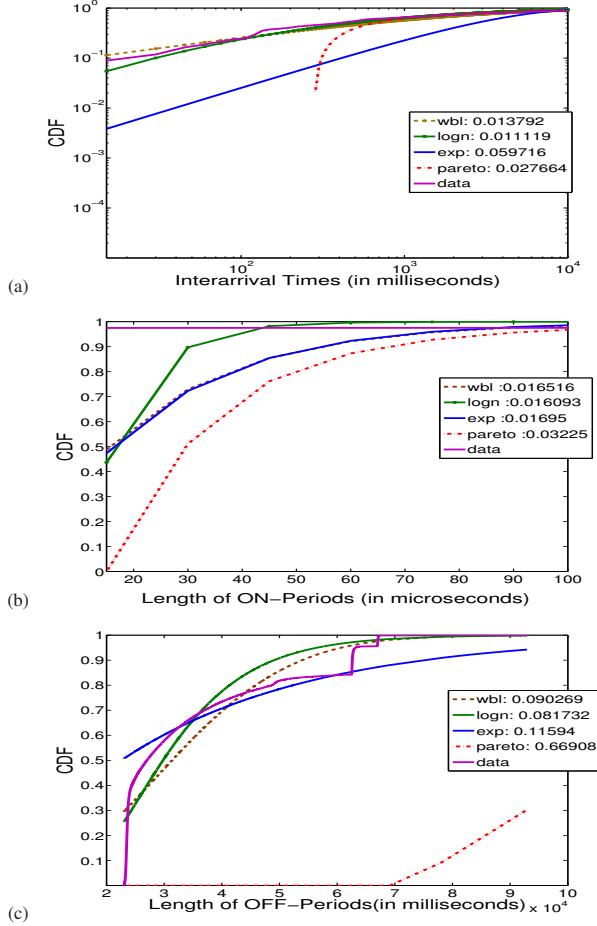 10^0
10^-1
10^-2
10^-3
10^-4
CDF
wbl: 0.013792
logn: 0.011119
exp: 0.059716
pareto: 0.027664
data
10^2 10^3 10^4
Interarrival Times (in milliseconds)
(a)
1
0.9
0.8
0.7
0.6
0.5
0.4
0.3
0.2
0.1
0
CDF
wbl :0.016516
logn :0.016093
exp :0.01695
pareto :0.03225
data
20 30 40 50 60 70 80 90 100
Length of ON-Periods (in microseconds)
(b)
1
0.9
0.8
0.7
0.6
0.5
0.4
0.3
0.2
0.1
CDF
wbl: 0.090269
logn: 0.081732
exp: 0.11594
pareto: 0.66908
data
2 3 4 5 6 7 8 9 10
Length of OFF-Periods(in milliseconds) x 10^4
(c)